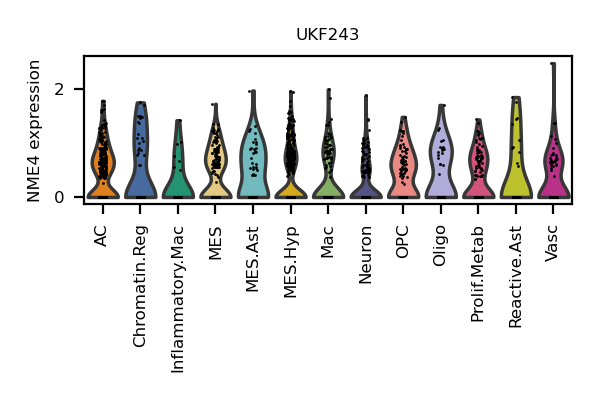 UKF243
NME4 expression
2
0
AC
Chromatin.Reg
Inflammatory.Mac
MES
MES.Ast
MES.Hyp
Mac
Neuron
OPC
Oligo
Prolif.Metab
Reactive.Ast
Vasc